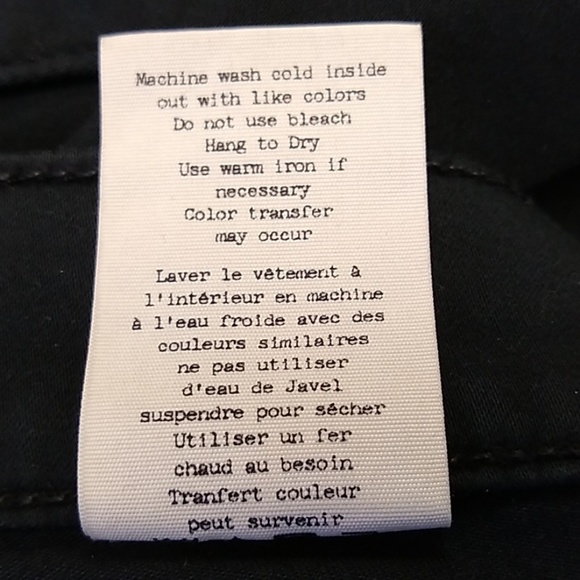 Machine wash cold inside
out with like colors
Do not use bleach
Hang to Dry
Use warm iron if
necessary
Color transfer
may occur
Laver le vêtement à
l'intérieur en machine
à l'eau froide avec des
couleurs similaires
ne pas utiliser
d'eau de Javel
suspendre pour sécher
Utiliser un fer
chaud au besoin
Tranfert couleur
peut survenir